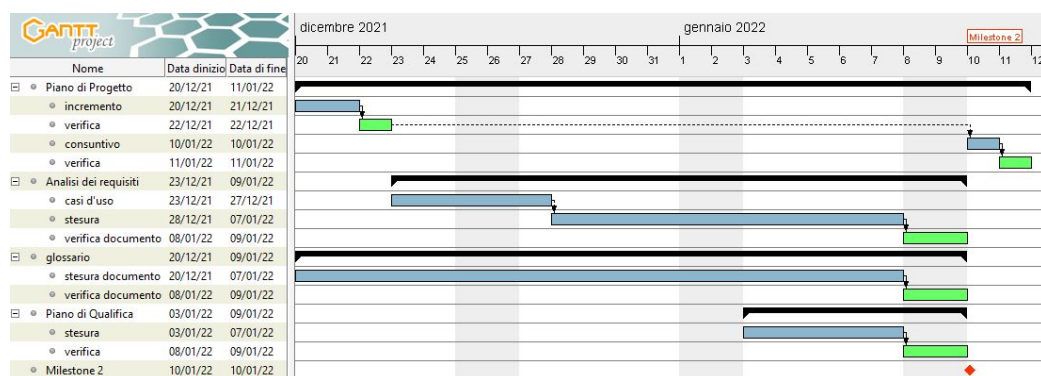 GANTT
project
dicembre 2021
gennaio 2022
Milestone 2
20 21 22 23 24 25 26 27 28 29 30 31 1 2 3 4 5 6 7 8 9 10 11 12
Nome Data dinizio Data di fine
Piano di Progetto 20/12/21 11/01/22
incremento 20/12/21 21/12/21
verifica 22/12/21 22/12/21
consuntivo 10/01/22 10/01/22
verifica 11/01/22 11/01/22
Analisi dei requisiti 23/12/21 09/01/22
casi d'uso 23/12/21 27/12/21
stesura 28/12/21 07/01/22
verifica documento 08/01/22 09/01/22
glossario 20/12/21 09/01/22
stesura documento 20/12/21 07/01/22
verifica documento 08/01/22 09/01/22
Piano di Qualifica 03/01/22 09/01/22
stesura 03/01/22 07/01/22
verifica 08/01/22 09/01/22
Milestone 2 10/01/22 10/01/22